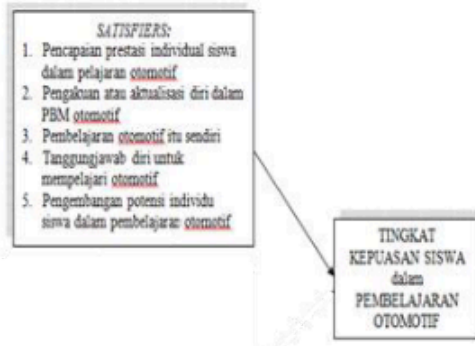 SATISFIERS:
1. Pencapaian prestasi individual siswa
dalam pelajaran otomotif
2. Pengakuan atau aktualisasi diri dalam
PBM otomotif
3. Pembelajaran otomotif itu sendiri
4. Tanggungjawab diri untuk
mempelajari otomotif
5. Pengembangan potensi individu
siswa dalam pembelajaran otomotif
TINGKAT
KEPUASAN SISWA
dalam
PEMBELAJARAN
OTOMOTIF